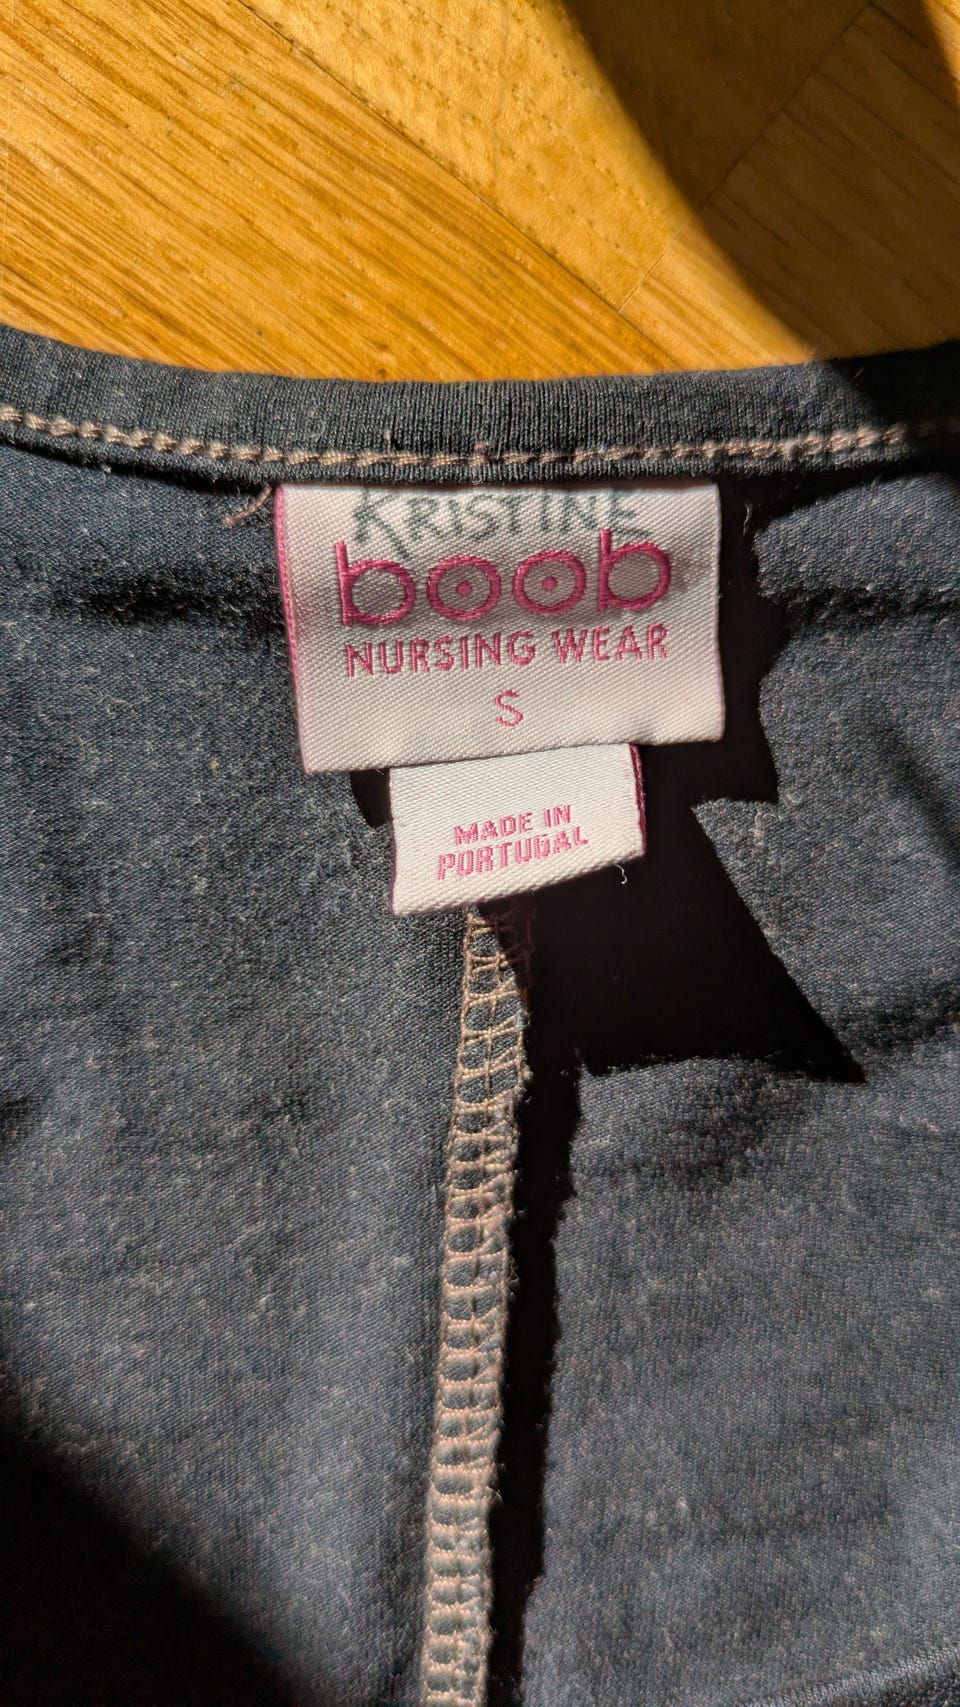 KRISTINE
boob
NURSING WEAR
S
MADE IN
PORTUGAL